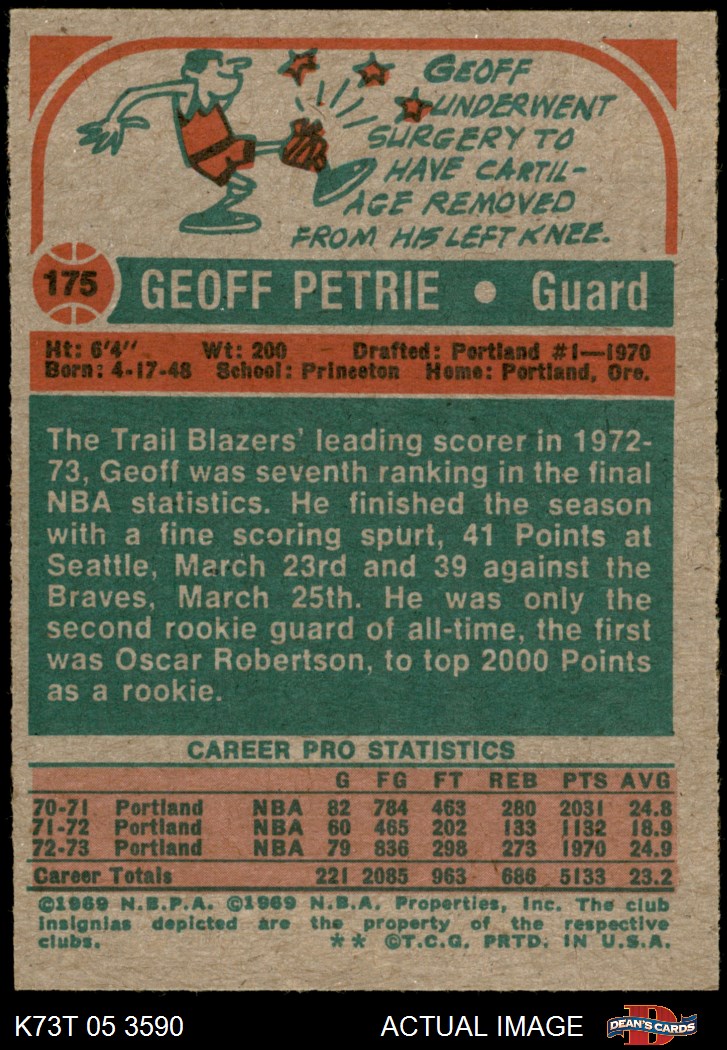 GEOFF
UNDERWENT
SURGERY TO
HAVE CARTIL-
AGE REMOVED
FROM HIS LEFT KNEE.
175 GEOFF PETRIE • Guard
Ht: 6'4" Wt: 200 Drafted: Portland #1—1970
Born: 4-17-48 School: Princeton Home: Portland, Ore.
The Trail Blazers' leading scorer in 1972-
73, Geoff was seventh ranking in the final
NBA statistics. He finished the season
with a fine scoring spurt, 41 Points at
Seattle, March 23rd and 39 against the
Braves, March 25th. He was only the
second rookie guard of all-time, the first
was Oscar Robertson, to top 2000 Points
as a rookie.
CAREER PRO STATISTICS
G FG FT REB PTS AVG
70-71 Portland NBA 82 784 463 280 2031 24.8
71-72 Portland NBA 60 465 202 133 1132 18.9
72-73 Portland NBA 79 836 298 273 1970 24.9
Career Totals 221 2085 963 686 5133 23.2
©1969 N.B.P.A. ©1969 N.B.A. Properties, Inc. The club
insignias depicted are the property of the respective
clubs. ** ©T.C.G. PRTD. IN U.S.A.
K73T 05 3590 ACTUAL IMAGE D DEAN'S CARDS